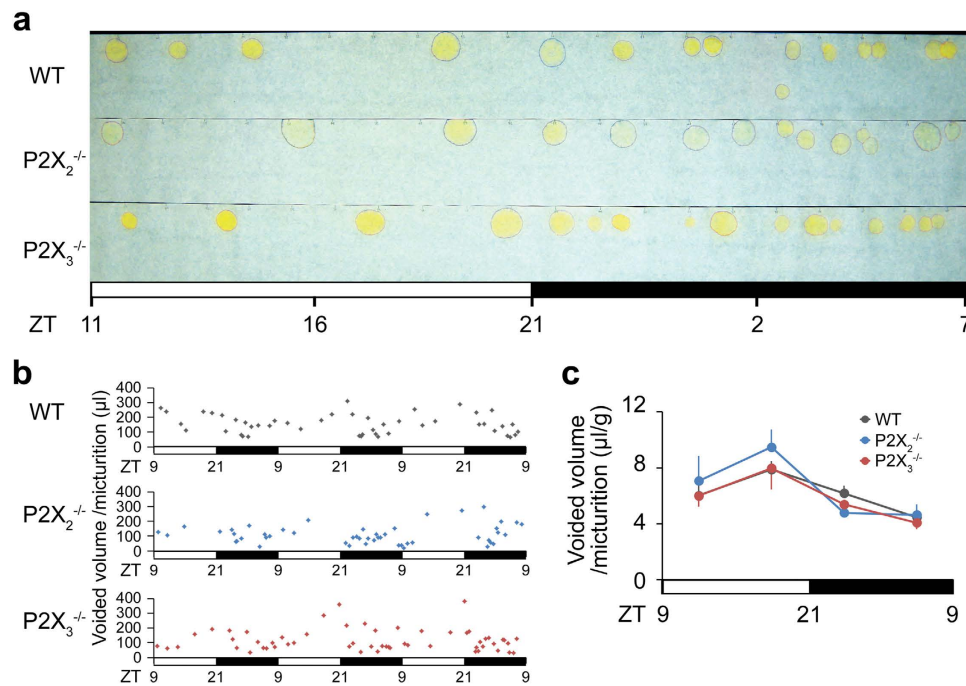 a
WT
P2X₂⁻/⁻
P2X₃⁻/⁻
ZT 11 16 21 2 7
b
Voided volume /micturition (µl)
WT
400
300
200
100
0
ZT 9 21 9 21 9 21 9
P2X₂⁻/⁻
400
300
200
100
0
ZT 9 21 9 21 9 21 9
P2X₃⁻/⁻
400
300
200
100
0
ZT 9 21 9 21 9 21 9
c
Voided volume
/micturition (µl/g)
12
8
4
0
WT
P2X₂⁻/⁻
P2X₃⁻/⁻
ZT 9 21 9